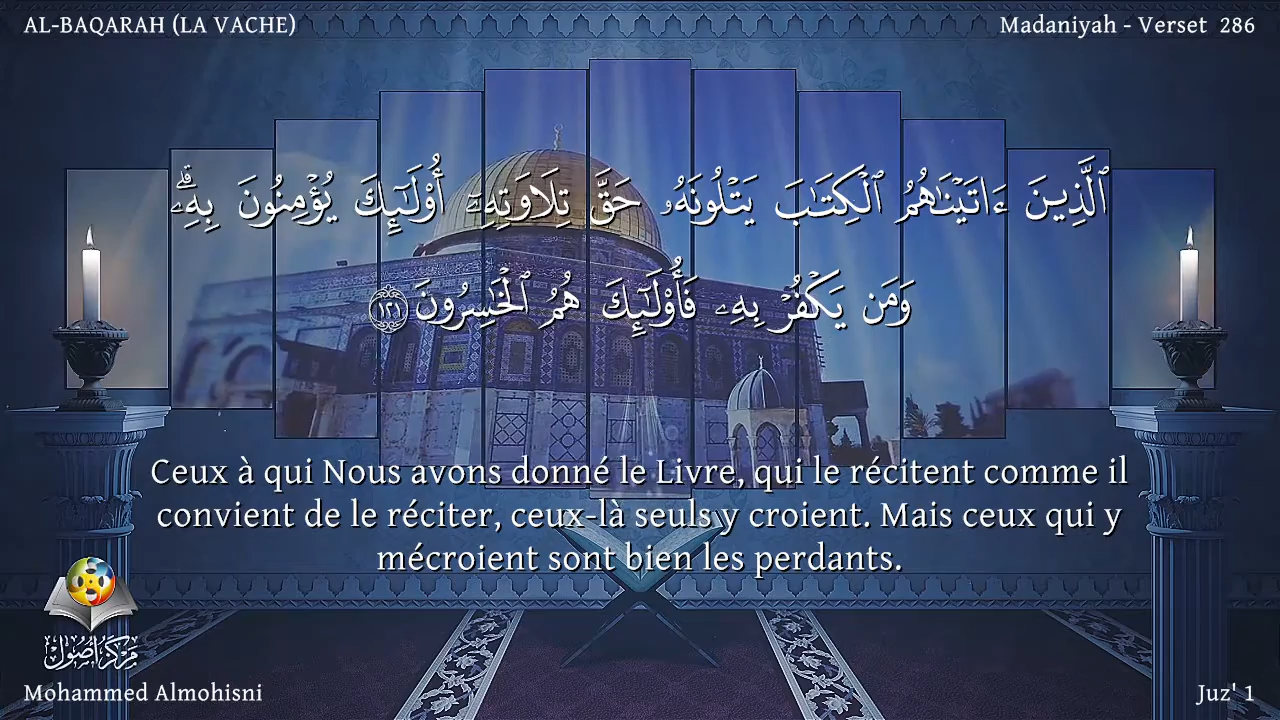 AL-BAQARAH (LA VACHE)
Madaniyah - Verset 286
ٱلَّذِينَ ءَاتَيْنَٰهُمُ ٱلْكِتَٰبَ يَتْلُونَهُۥ حَقَّ تِلَاوَتِهِۦٓ أُو۟لَٰٓئِكَ يُؤْمِنُونَ بِهِۦ ۗ
وَمَن يَكْفُرْ بِهِۦ فَأُو۟لَٰٓئِكَ هُمُ ٱلْخَٰسِرُونَ ١٢١
Ceux à qui Nous avons donné le Livre, qui le récitent comme il
convient de le réciter, ceux-là seuls y croient. Mais ceux qui y
mécroient sont bien les perdants.
مركز أصول
Mohammed Almohisni
Juz' 1